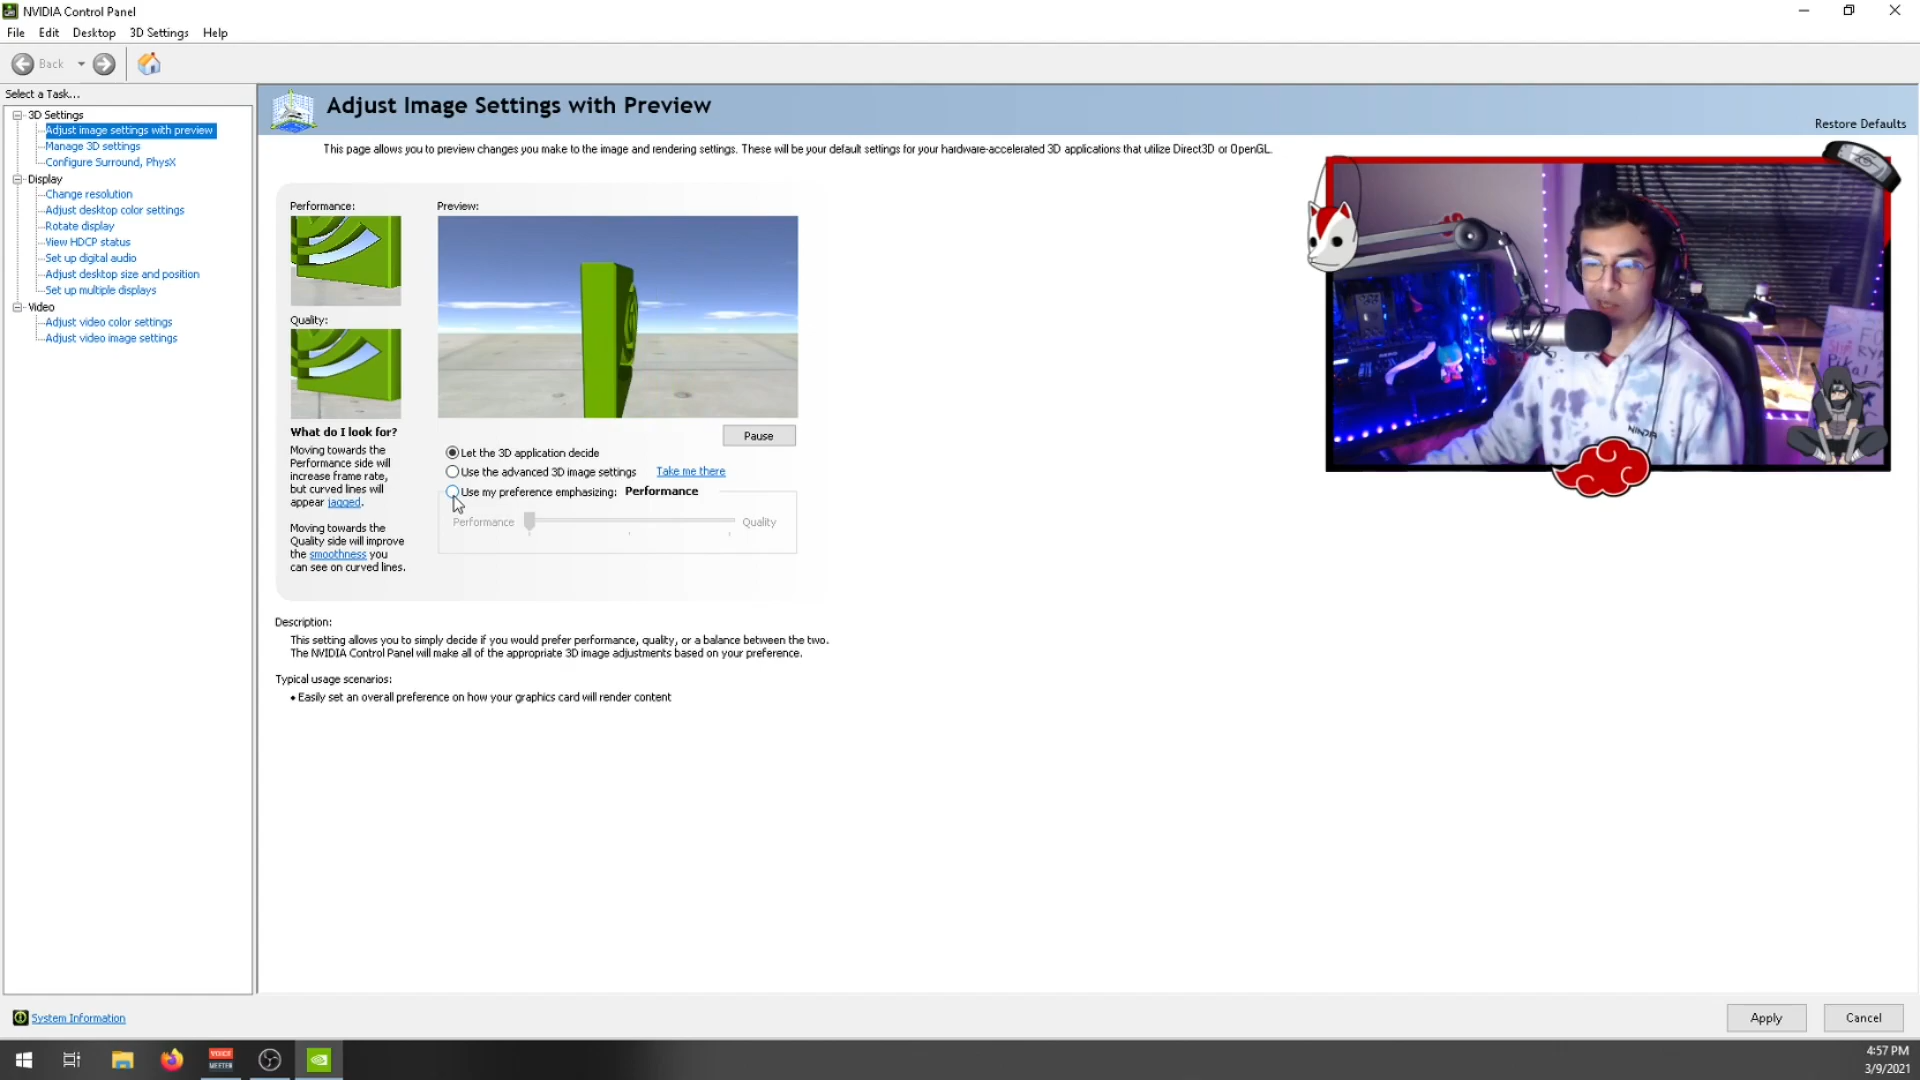 NVIDIA Control Panel
File Edit Desktop 3D Settings Help
Back
Select a Task...
3D Settings
Adjust image settings with preview
Manage 3D settings
Configure Surround, PhysX
Display
Change resolution
Adjust desktop color settings
Rotate display
View HDCP status
Set up digital audio
Adjust desktop size and position
Set up multiple displays
Video
Adjust video color settings
Adjust video image settings
System Information
Adjust Image Settings with Preview
Restore Defaults
This page allows you to preview changes you make to the image and rendering settings. These will be your default settings for your hardware-accelerated 3D applications that utilize Direct3D or OpenGL.
Performance:
Quality:
What do I look for?
Moving towards the
Performance side will
increase frame rate,
but curved lines will
appear jagged.
Moving towards the
Quality side will improve
the smoothness you
can see on curved lines.
Preview:
Pause
Let the 3D application decide
Use the advanced 3D image settings Take me there
Use my preference emphasizing: Performance
Performance Quality
Description:
This setting allows you to simply decide if you would prefer performance, quality, or a balance between the two.
The NVIDIA Control Panel will make all of the appropriate 3D image adjustments based on your preference.
Typical usage scenarios:
• Easily set an overall preference on how your graphics card will render content
NINJA
Apply Cancel
VOICE
MEETER
4:57 PM
3/9/2021